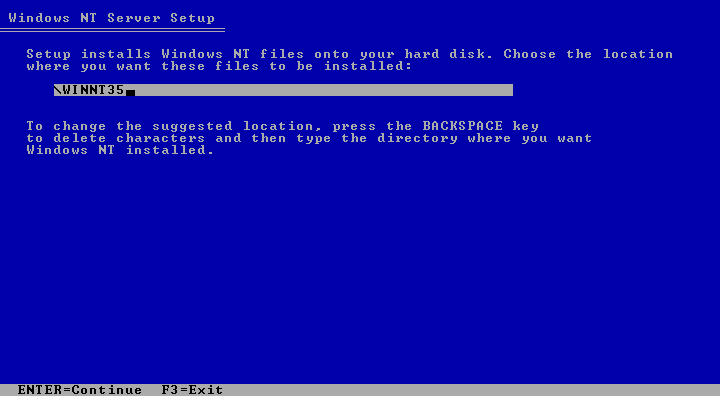 Windows NT Server Setup
Setup installs Windows NT files onto your hard disk. Choose the location
where you want these files to be installed:
\WINNT35
To change the suggested location, press the BACKSPACE key
to delete characters and then type the directory where you want
Windows NT installed.
ENTER=Continue  F3=Exit